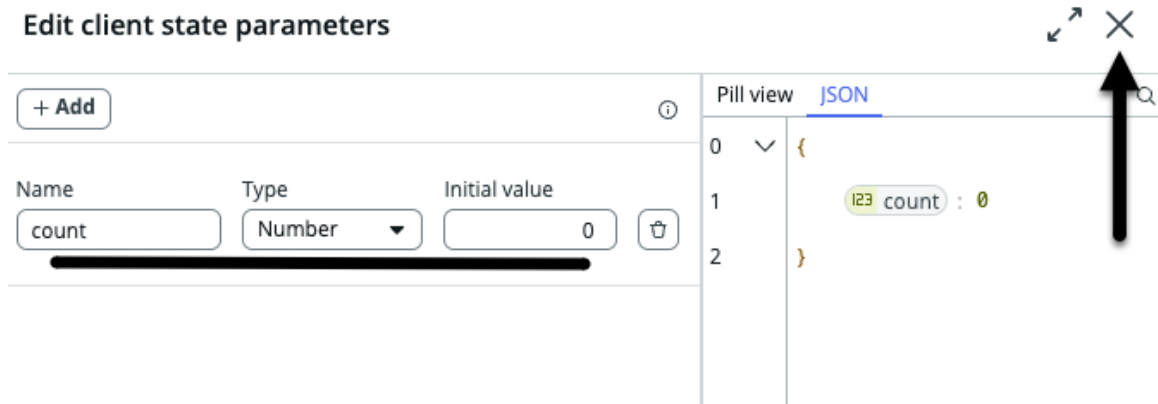 Edit client state parameters
+ Add
Name Type Initial value
count Number 0
Pill view JSON
0 {
1 123 count : 0
2 }